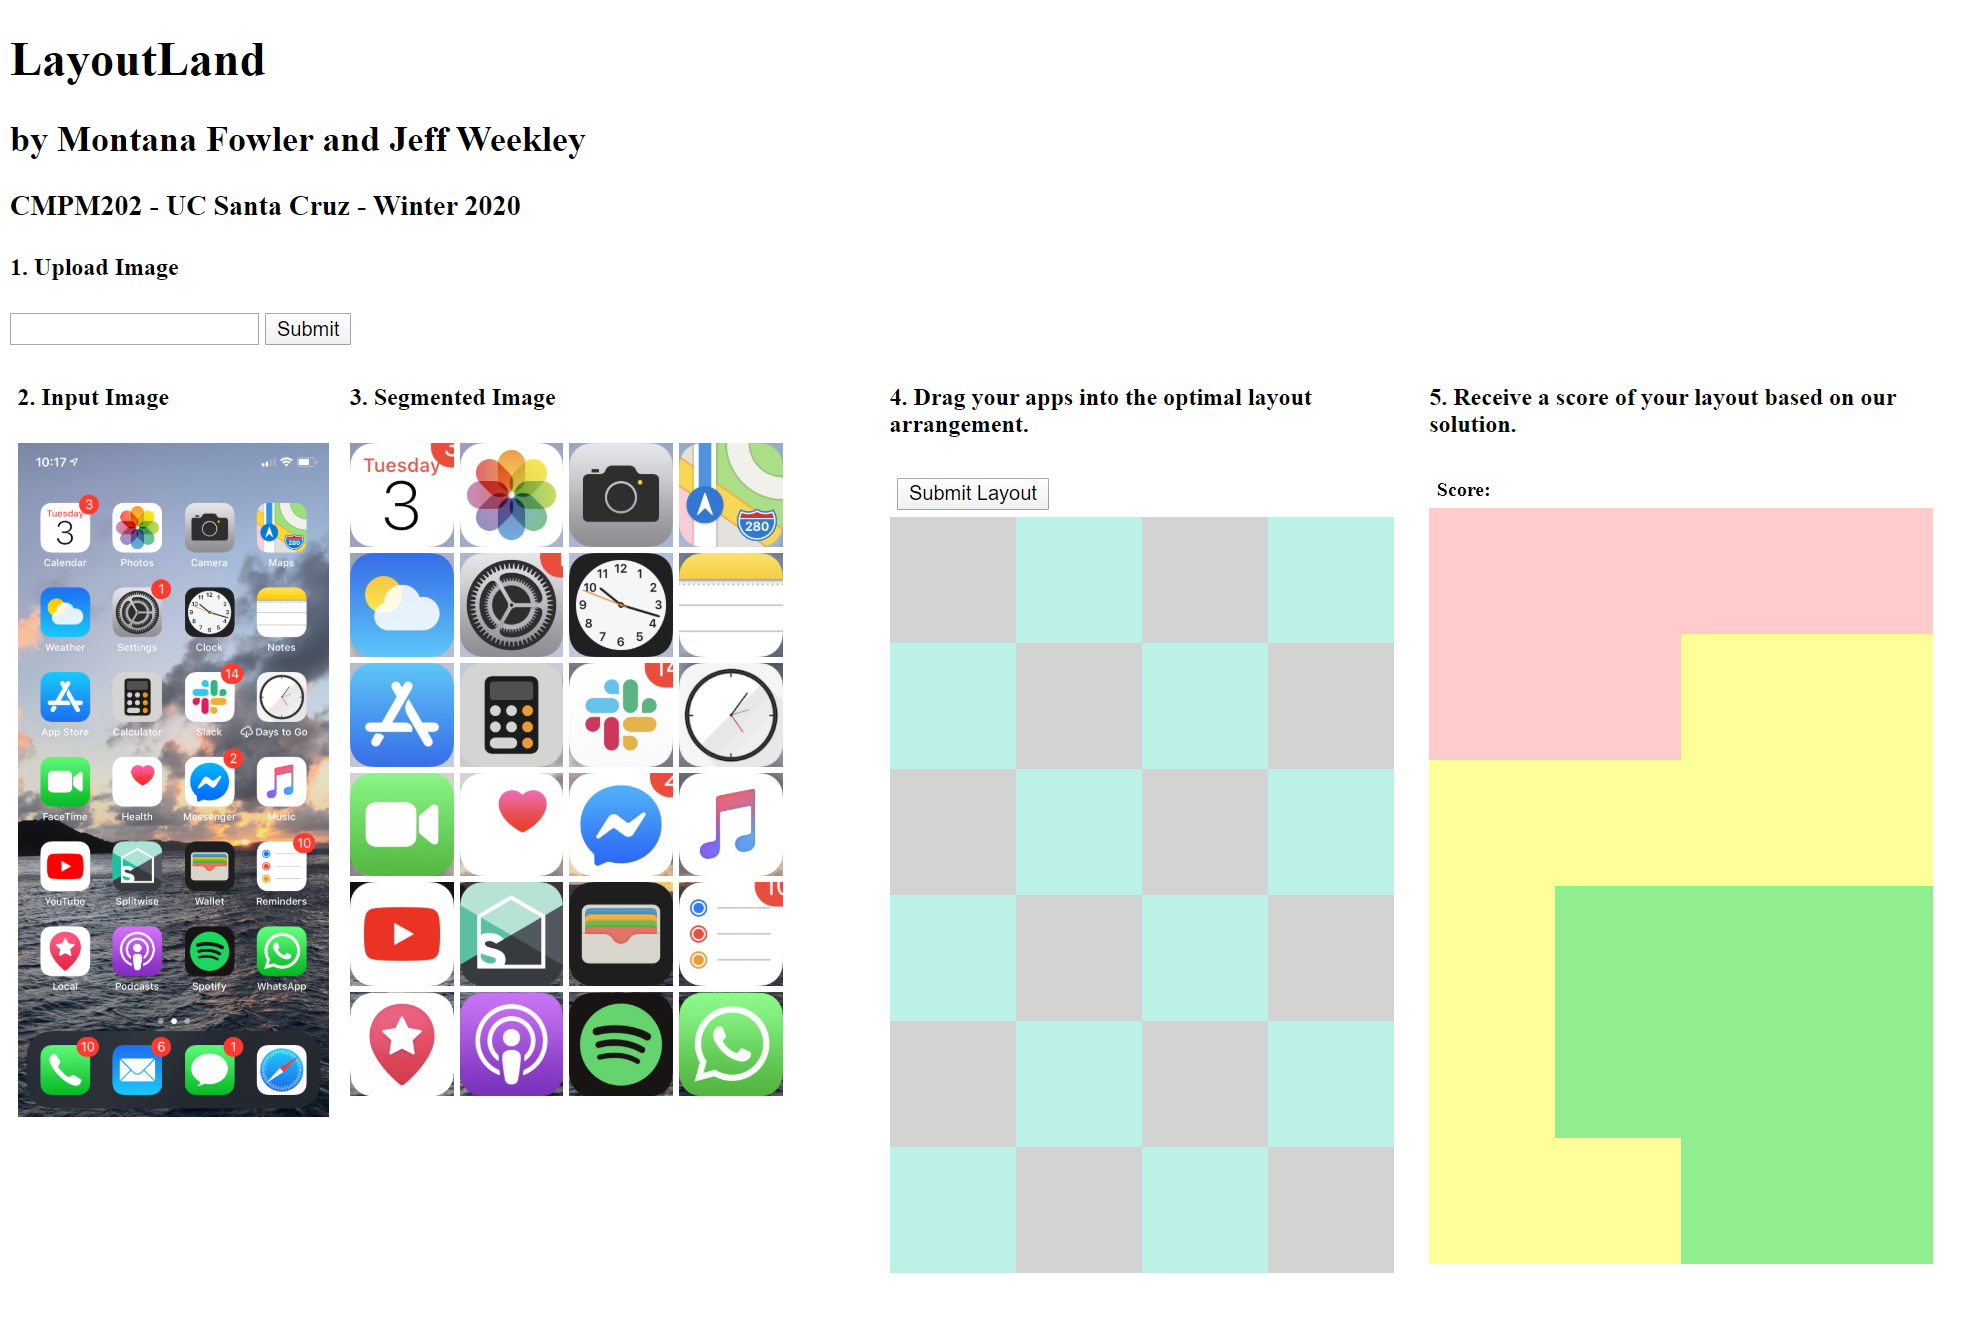 LayoutLand
by Montana Fowler and Jeff Weekley
CMPM202 - UC Santa Cruz - Winter 2020
1. Upload Image
Submit
2. Input Image
10:17
3
Tuesday
3
Calendar Photos Camera Maps
280
1
12
Weather Settings Clock Notes
14
App Store Calculator Slack Days to Go
2
FaceTime Health Messenger Music
10
YouTube Splitwise Wallet Reminders
Local Podcasts Spotify WhatsApp
10 6 1
3. Segmented Image
Tuesday
3
280
11 12 1
10 2
9 3
8 4
7 6 5
S
4. Drag your apps into the optimal layout
arrangement.
Submit Layout
5. Receive a score of your layout based on our
solution.
Score: